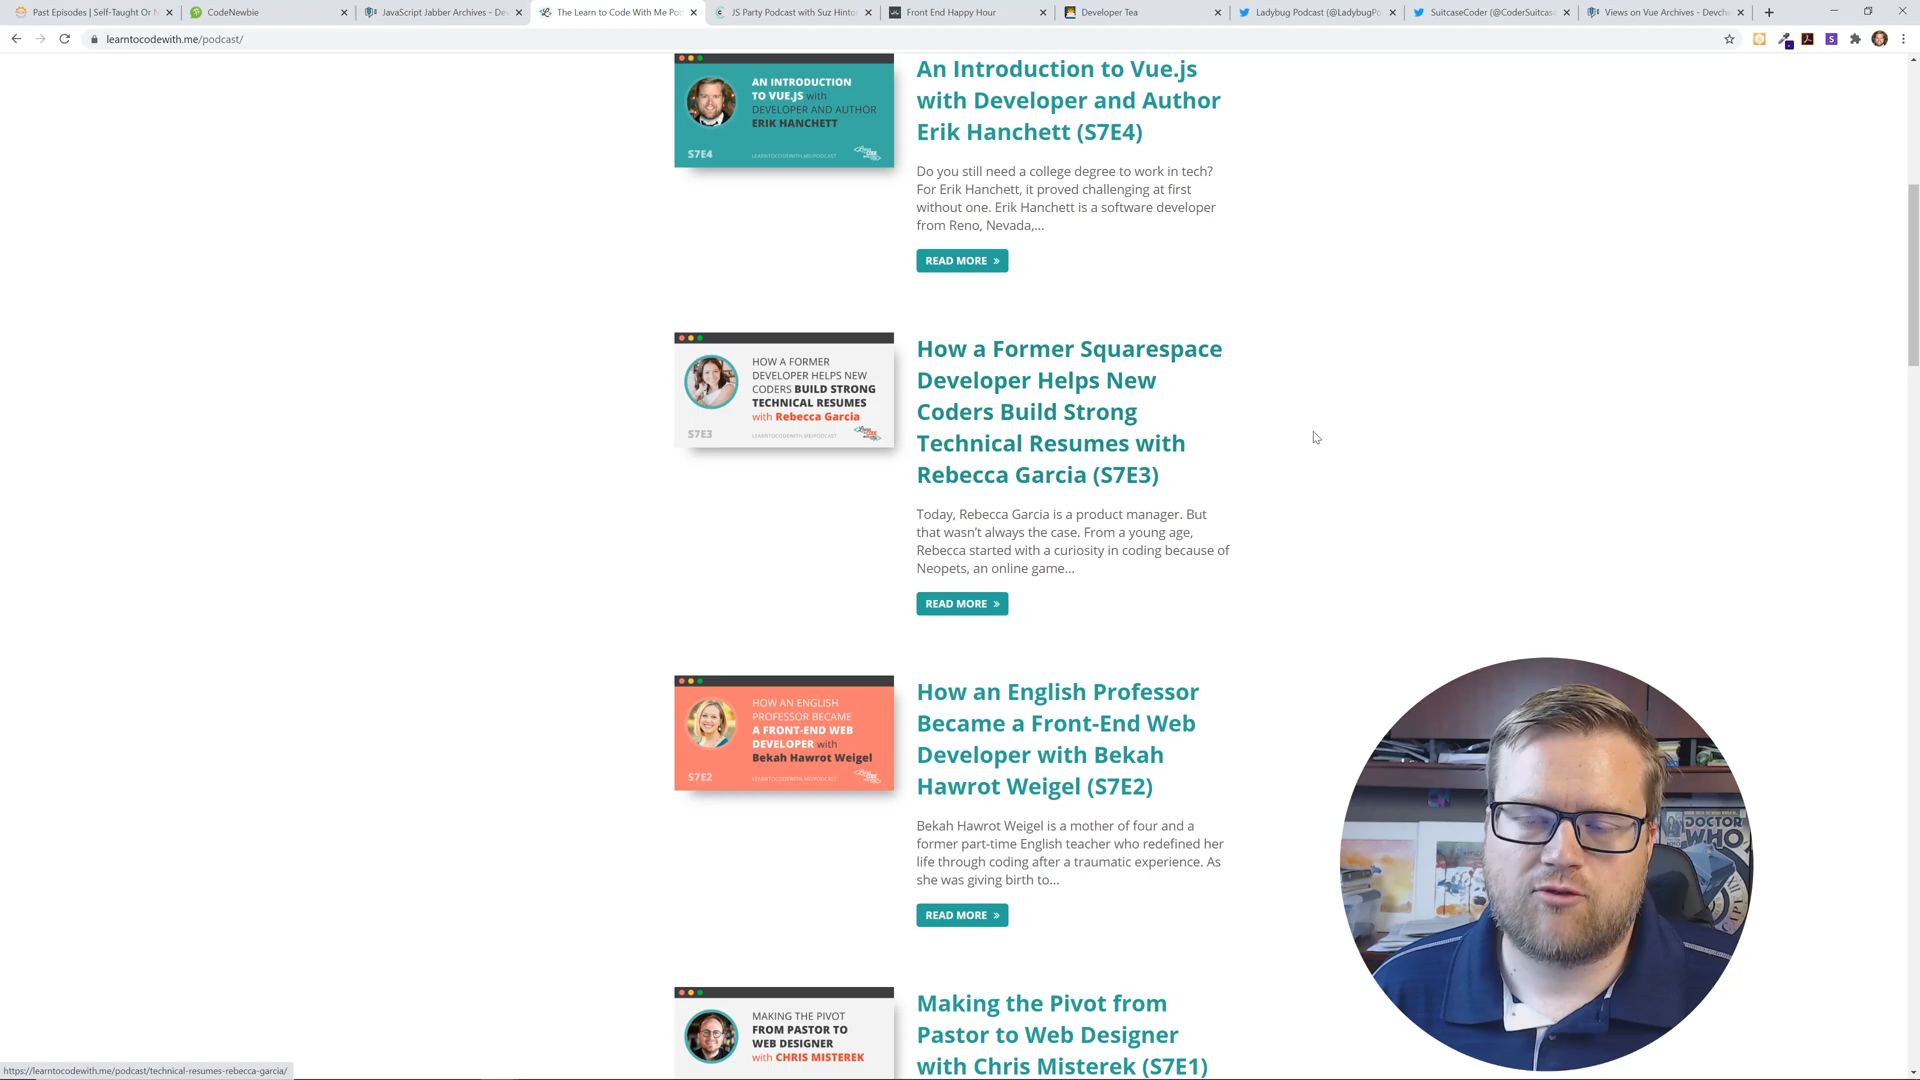 Past Episodes | Self-Taught Or N
CodeNewbie
JavaScript Jabber Archives - De
The Learn to Code With Me Po
JS Party Podcast with Suz Hinto
Front End Happy Hour
Developer Tea
Ladybug Podcast (@LadybugPo
SuitcaseCoder (@CoderSuitcas
Views on Vue Archives - Devch
learntocodewith.me/podcast/
AN INTRODUCTION
TO VUE.JS with
DEVELOPER AND AUTHOR
ERIK HANCHETT
S7E4
LEARNTOCODEWITH.ME/PODCAST
An Introduction to Vue.js
with Developer and Author
Erik Hanchett (S7E4)
Do you still need a college degree to work in tech?
For Erik Hanchett, it proved challenging at first
without one. Erik Hanchett is a software developer
from Reno, Nevada,...
READ MORE »
HOW A FORMER
DEVELOPER HELPS NEW
CODERS BUILD STRONG
TECHNICAL RESUMES
with Rebecca Garcia
S7E3
LEARNTOCODEWITH.ME/PODCAST
How a Former Squarespace
Developer Helps New
Coders Build Strong
Technical Resumes with
Rebecca Garcia (S7E3)
Today, Rebecca Garcia is a product manager. But
that wasn't always the case. From a young age,
Rebecca started with a curiosity in coding because of
Neopets, an online game...
READ MORE »
HOW AN ENGLISH
PROFESSOR BECAME
A FRONT-END WEB
DEVELOPER with
Bekah Hawrot Weigel
S7E2
LEARNTOCODEWITH.ME/PODCAST
How an English Professor
Became a Front-End Web
Developer with Bekah
Hawrot Weigel (S7E2)
Bekah Hawrot Weigel is a mother of four and a
former part-time English teacher who redefined her
life through coding after a traumatic experience. As
she was giving birth to...
READ MORE »
MAKING THE PIVOT
FROM PASTOR TO
WEB DESIGNER
with CHRIS MISTEREK
Making the Pivot from
Pastor to Web Designer
with Chris Misterek (S7E1)
DOCTOR
WHO
https://learntocodewith.me/podcast/technical-resumes-rebecca-garcia/